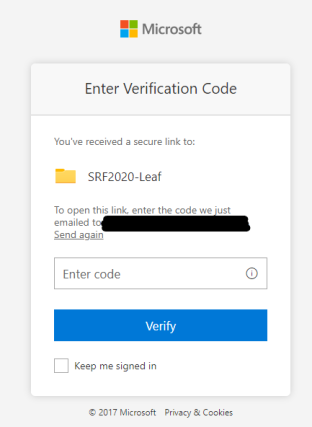 Microsoft
Enter Verification Code
You've received a secure link to:
SRF2020-Leaf
To open this link, enter the code we just
emailed to
Send again
Enter code
Verify
Keep me signed in
© 2017 Microsoft Privacy & Cookies